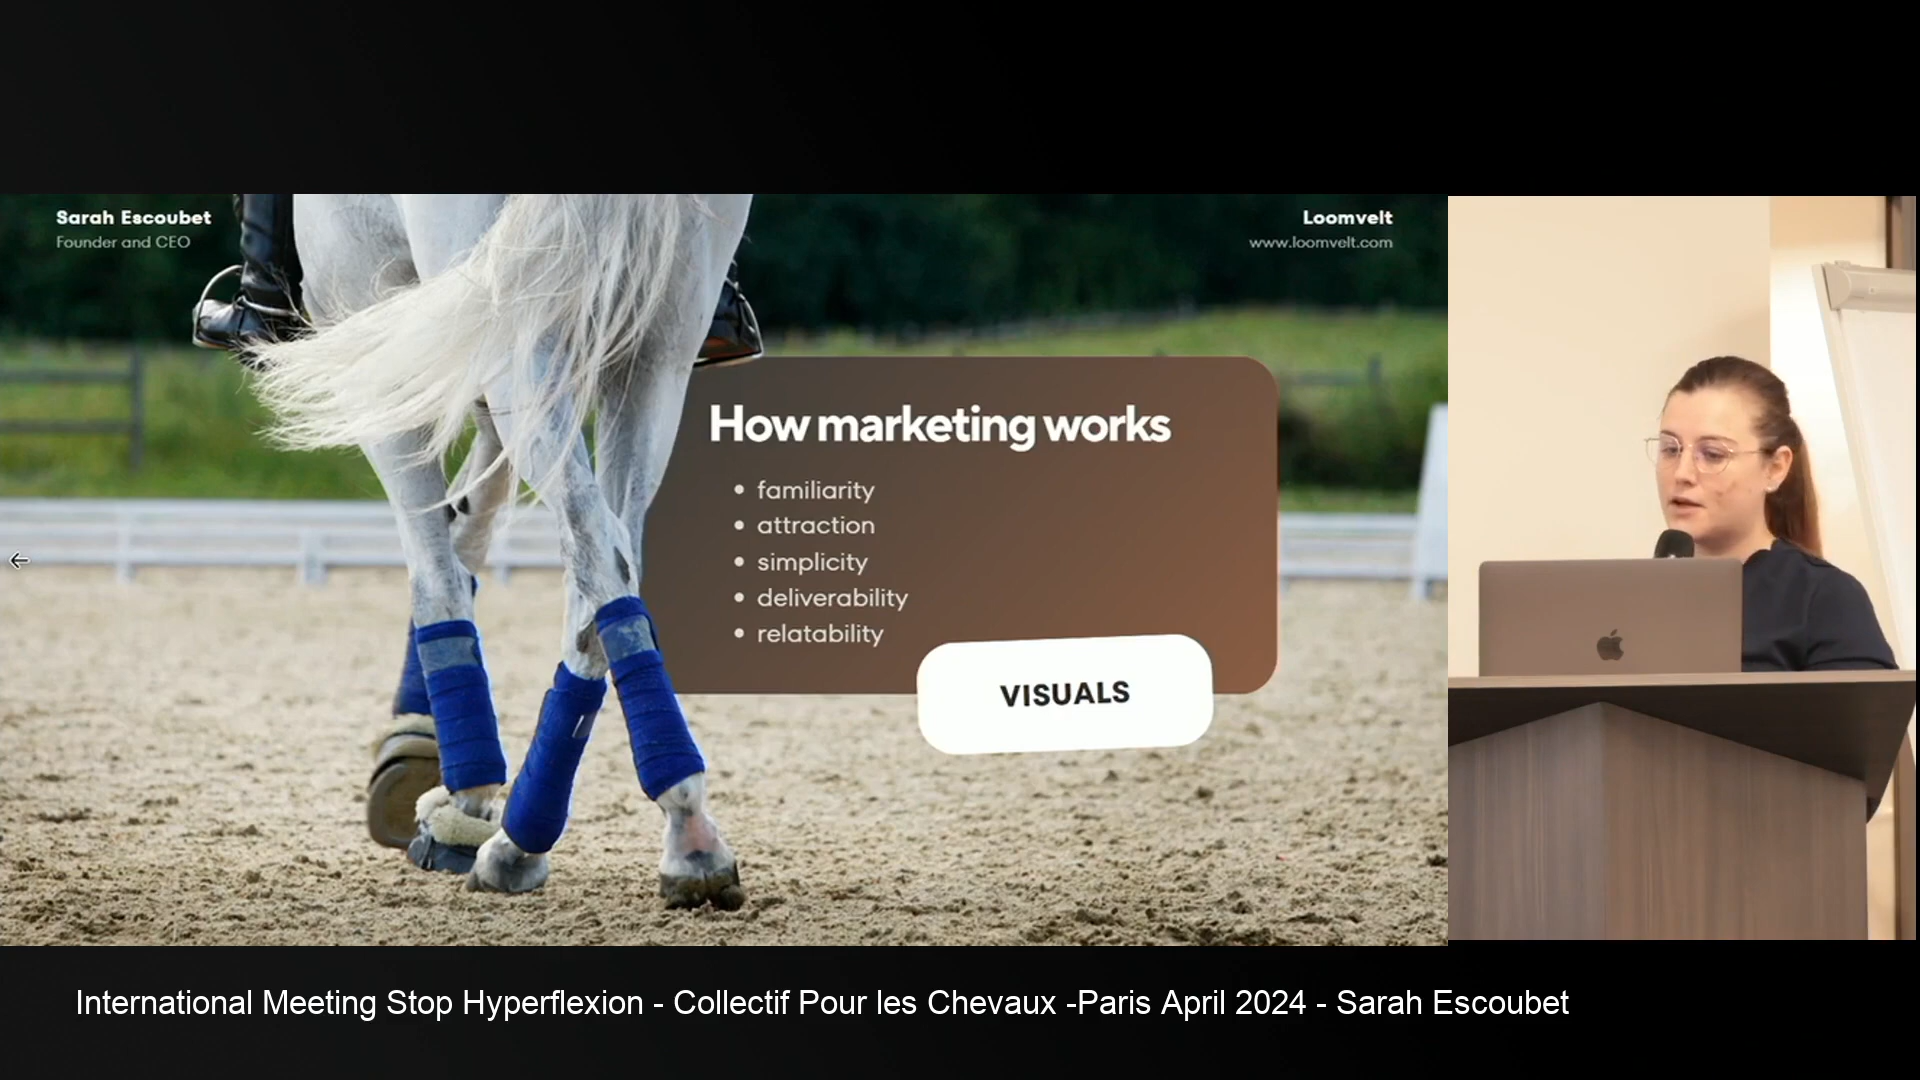 Sarah Escoubet
Founder and CEO
Loomvelt
www.loomvelt.com
How marketing works
• familiarity
• attraction
• simplicity
• deliverability
• relatability
VISUALS
International Meeting Stop Hyperflexion - Collectif Pour les Chevaux -Paris April 2024 - Sarah Escoubet